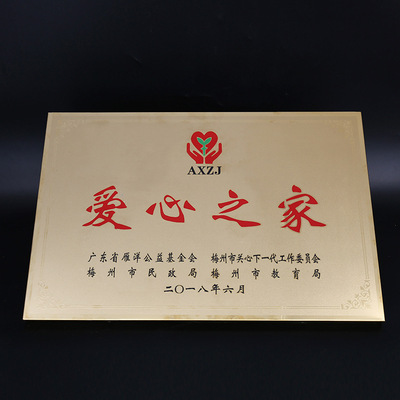 AXZJ
爱心之家
广东省雁洋公益基金会 梅州市关心下一代工作委员会
梅州市民政局 梅州市教育局
二〇一八年六月